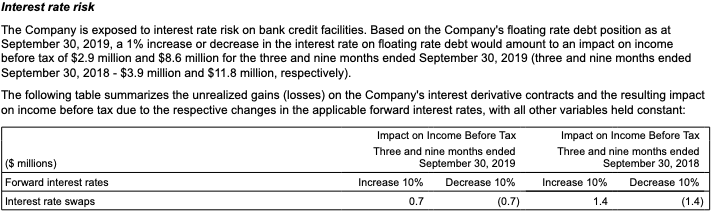 Interest rate risk
The Company is exposed to interest rate risk on bank credit facilities. Based on the Company's floating rate debt position as at
September 30, 2019, a 1% increase or decrease in the interest rate on floating rate debt would amount to an impact on income
before tax of $2.9 million and $8.6 million for the three and nine months ended September 30, 2019 (three and nine months ended
September 30, 2018 - $3.9 million and $11.8 million, respectively).
The following table summarizes the unrealized gains (losses) on the Company's interest derivative contracts and the resulting impact
on income before tax due to the respective changes in the applicable forward interest rates, with all other variables held constant:
Impact on Income Before Tax Impact on Income Before Tax
Three and nine months ended Three and nine months ended
($ millions) September 30, 2019 September 30, 2018
Forward interest rates Increase 10% Decrease 10% Increase 10% Decrease 10%
Interest rate swaps 0.7 (0.7) 1.4 (1.4)